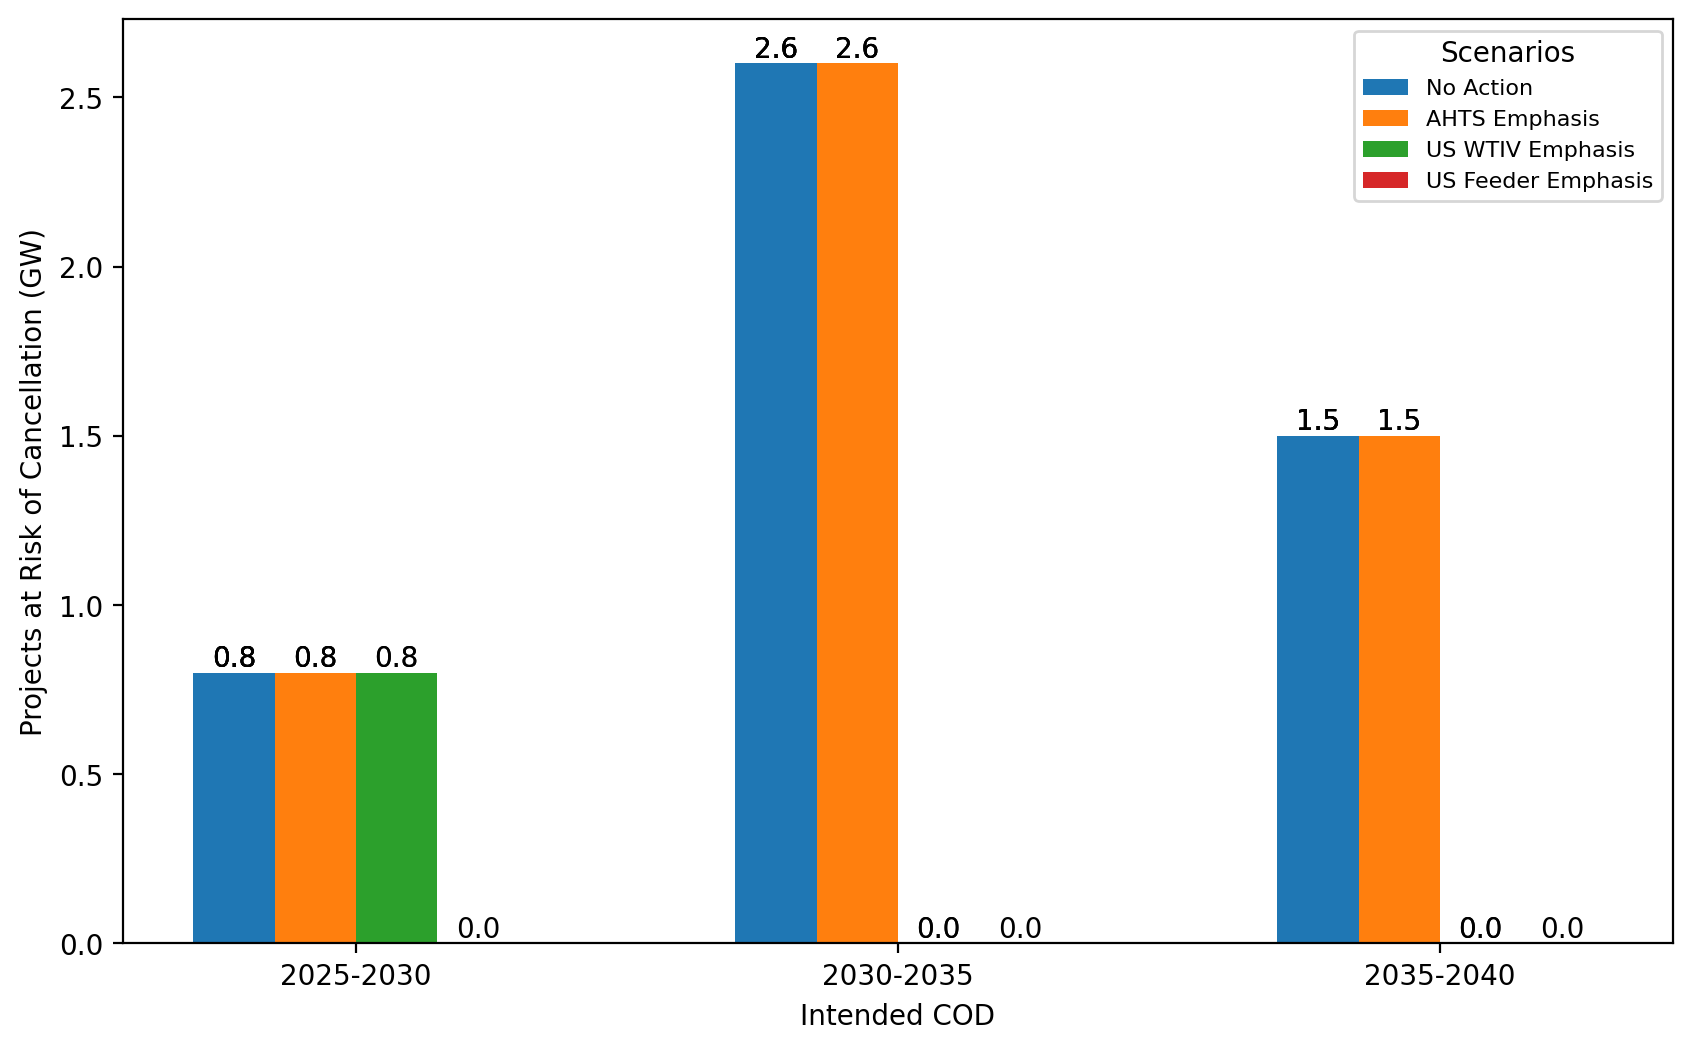 2.6 2.6
Scenarios
No Action
AHTS Emphasis
US WTIV Emphasis
US Feeder Emphasis
2.5
2.0
1.5
1.0
0.5
0.0
Projects at Risk of Cancellation (GW)
1.5 1.5
0.8 0.8 0.8
0.0
0.0 0.0
0.0 0.0
2025-2030 2030-2035 2035-2040
Intended COD